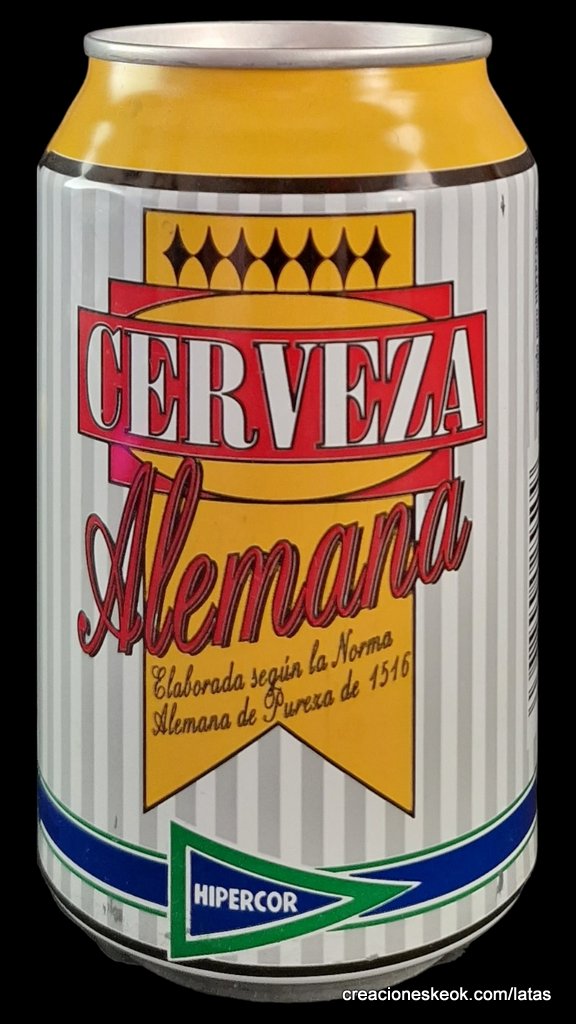 CERVEZA
Alemana
Elaborada según la Norma
Alemana de Pureza de 1516
HIPERCOR
creacioneskeok.com/latas